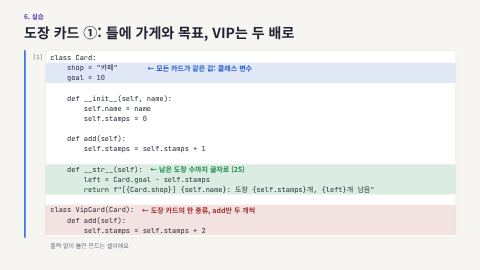 6. 실습
도장 카드 ①: 틀에 가게와 목표, VIP는 두 배로
[1]
class Card:
    shop = "카페"    ← 모든 카드가 같은 값: 클래스 변수
    goal = 10
    def __init__(self, name):
        self.name = name
        self.stamps = 0
    def add(self):
        self.stamps = self.stamps + 1
    def __str__(self):    ← 남은 도장 수까지 글자로 (25)
        left = Card.goal - self.stamps
        return f"[{Card.shop}] {self.name}: 도장 {self.stamps}개, {left}개 남음"
class VipCard(Card):    ← 도장 카드의 한 종류, add만 두 개씩
    def add(self):
        self.stamps = self.stamps + 2
출력 없이 틀만 만드는 셀이에요